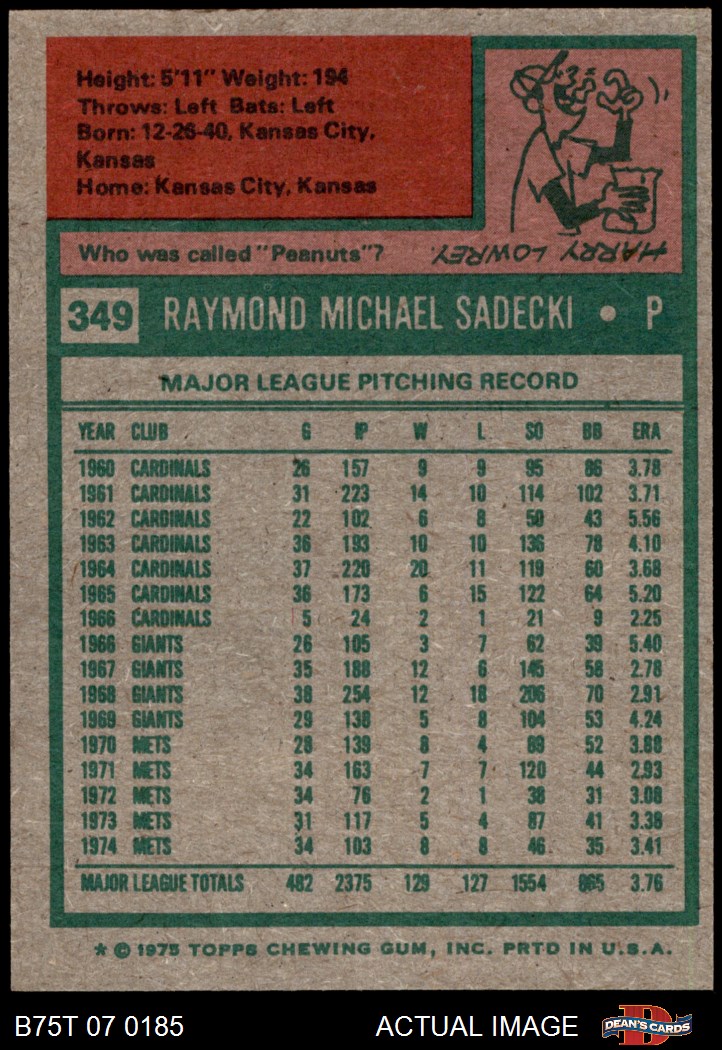 Height: 5'11" Weight: 194
Throws: Left Bats: Left
Born: 12-26-40, Kansas City,
Kansas
Home: Kansas City, Kansas
Who was called "Peanuts"?
HARRY LOWREY.
349 RAYMOND MICHAEL SADECKI • P
MAJOR LEAGUE PITCHING RECORD
YEAR CLUB G IP W L SO BB ERA
1960 CARDINALS 26 157 9 9 95 86 3.78
1961 CARDINALS 31 223 14 10 114 102 3.71
1962 CARDINALS 22 102 6 8 50 43 5.56
1963 CARDINALS 36 193 10 10 136 78 4.10
1964 CARDINALS 37 220 20 11 119 60 3.68
1965 CARDINALS 36 173 6 15 122 64 5.20
1966 CARDINALS 5 24 2 1 21 9 2.25
1966 GIANTS 26 105 3 7 62 39 5.40
1967 GIANTS 35 188 12 6 145 58 2.78
1968 GIANTS 38 254 12 18 206 70 2.91
1969 GIANTS 29 138 5 8 104 53 4.24
1970 METS 28 139 8 4 89 52 3.88
1971 METS 34 163 7 7 120 44 2.93
1972 METS 34 76 2 1 38 31 3.08
1973 METS 31 117 5 4 87 41 3.38
1974 METS 34 103 8 8 46 35 3.41
MAJOR LEAGUE TOTALS 482 2375 129 127 1554 865 3.76
* © 1975 TOPPS CHEWING GUM, INC. PRTD IN U.S.A.
B75T 07 0185 ACTUAL IMAGE DEAN'S CARDS